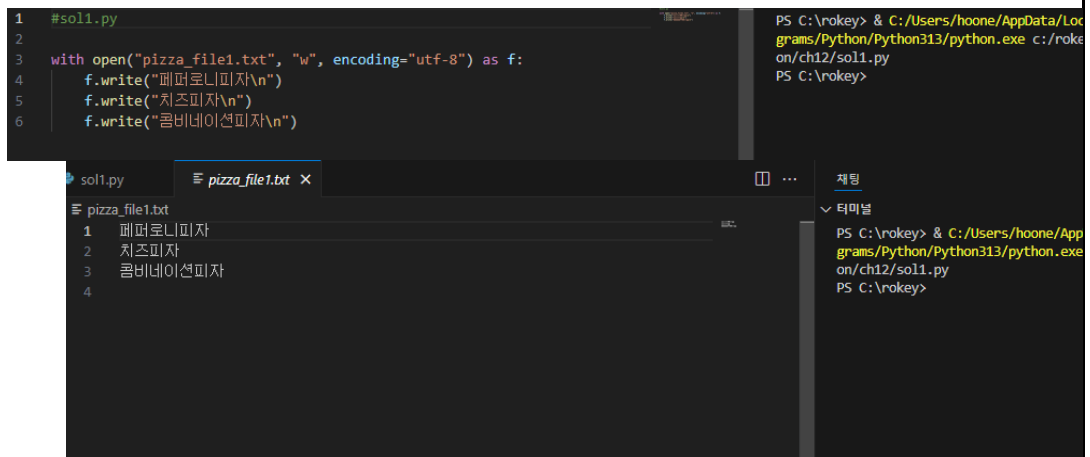 1 #sol1.py
2
3 with open("pizza_file1.txt", "w", encoding="utf-8") as f:
4 f.write("페퍼로니피자\n")
5 f.write("치즈피자\n")
6 f.write("콤비네이션피자\n")
PS C:\rokey> & C:/Users/hoone/AppData/Loc
grams/Python/Python313/python.exe c:/roke
on/ch12/sol1.py
PS C:\rokey>
sol1.py pizza_file1.txt
pizza_file1.txt
1 페퍼로니피자
2 치즈피자
3 콤비네이션피자
4
채팅
터미널
PS C:\rokey> & C:/Users/hoone/App
grams/Python/Python313/python.exe
on/ch12/sol1.py
PS C:\rokey>